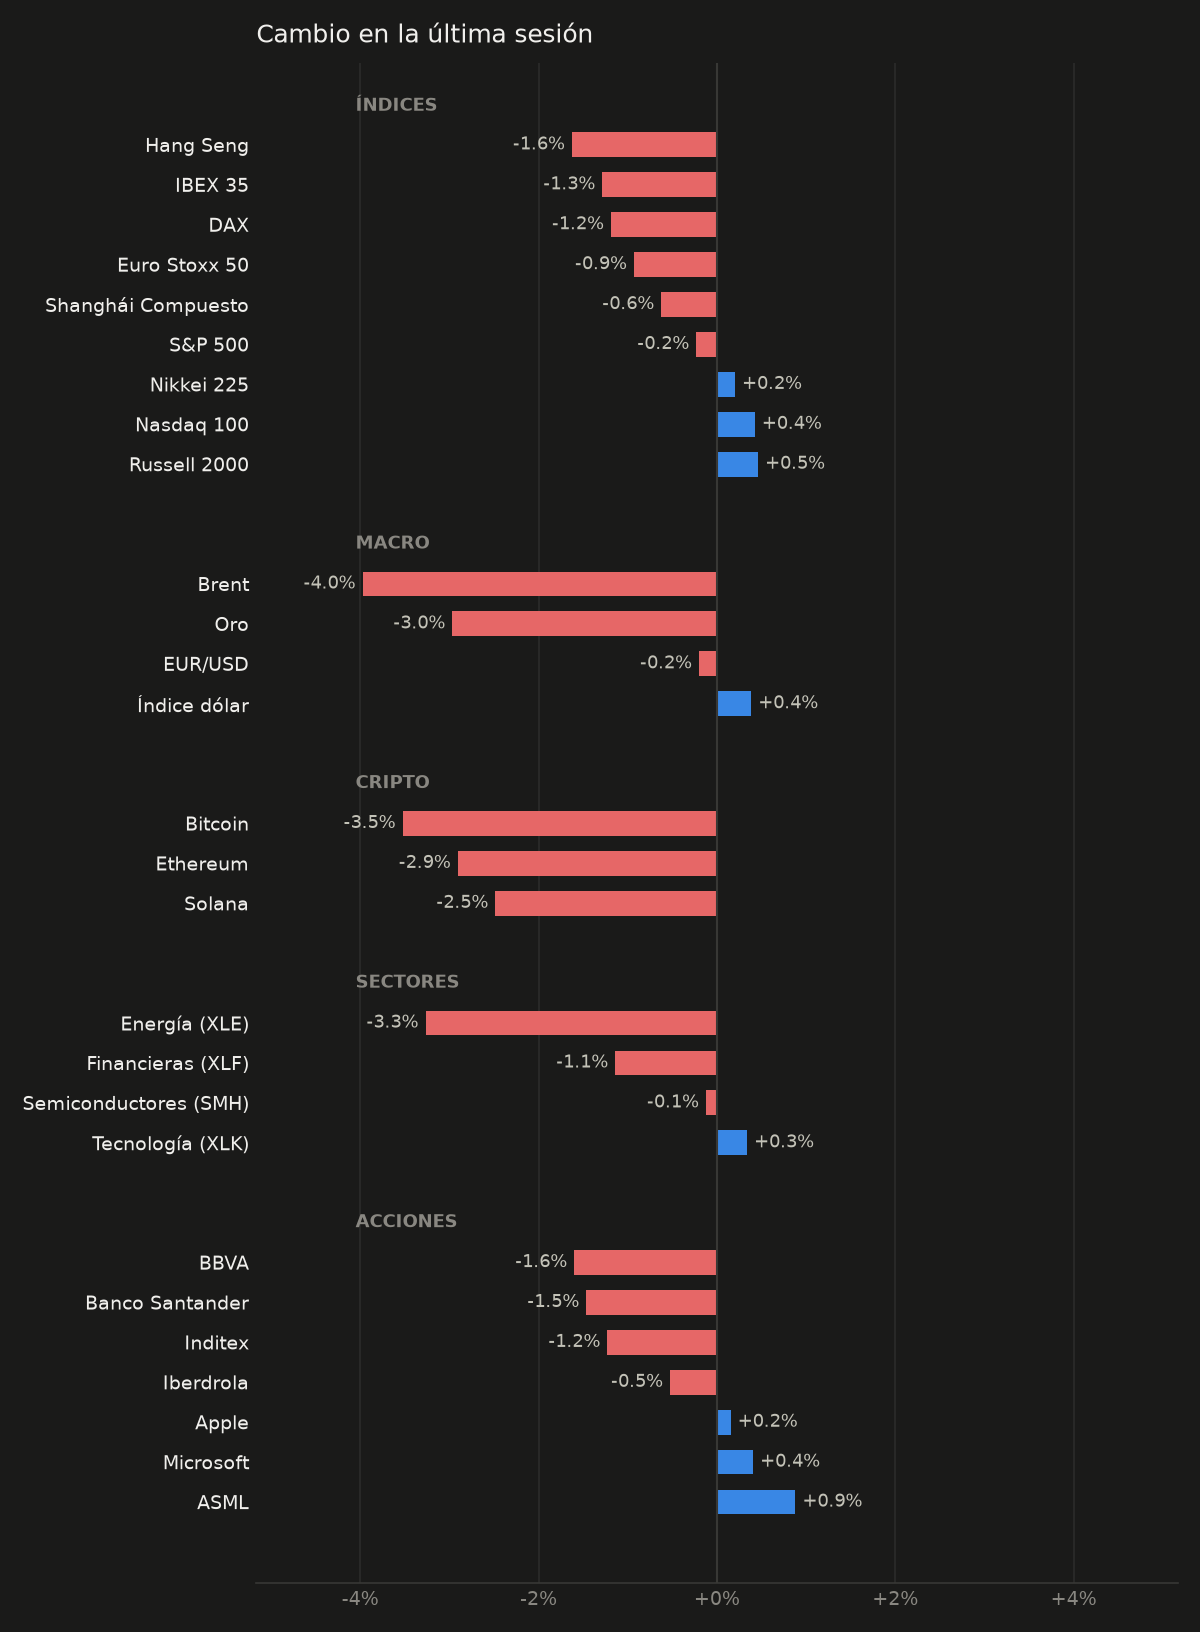 Cambio en la última sesión
ÍNDICES
Hang Seng -1.6%
IBEX 35 -1.3%
DAX -1.2%
Euro Stoxx 50 -0.9%
Shanghái Compuesto -0.6%
S&P 500 -0.2%
Nikkei 225 +0.2%
Nasdaq 100 +0.4%
Russell 2000 +0.5%
MACRO
Brent -4.0%
Oro -3.0%
EUR/USD -0.2%
Índice dólar +0.4%
CRIPTO
Bitcoin -3.5%
Ethereum -2.9%
Solana -2.5%
SECTORES
Energía (XLE) -3.3%
Financieras (XLF) -1.1%
Semiconductores (SMH) -0.1%
Tecnología (XLK) +0.3%
ACCIONES
BBVA -1.6%
Banco Santander -1.5%
Inditex -1.2%
Iberdrola -0.5%
Apple +0.2%
Microsoft +0.4%
ASML +0.9%
-4% -2% +0% +2% +4%